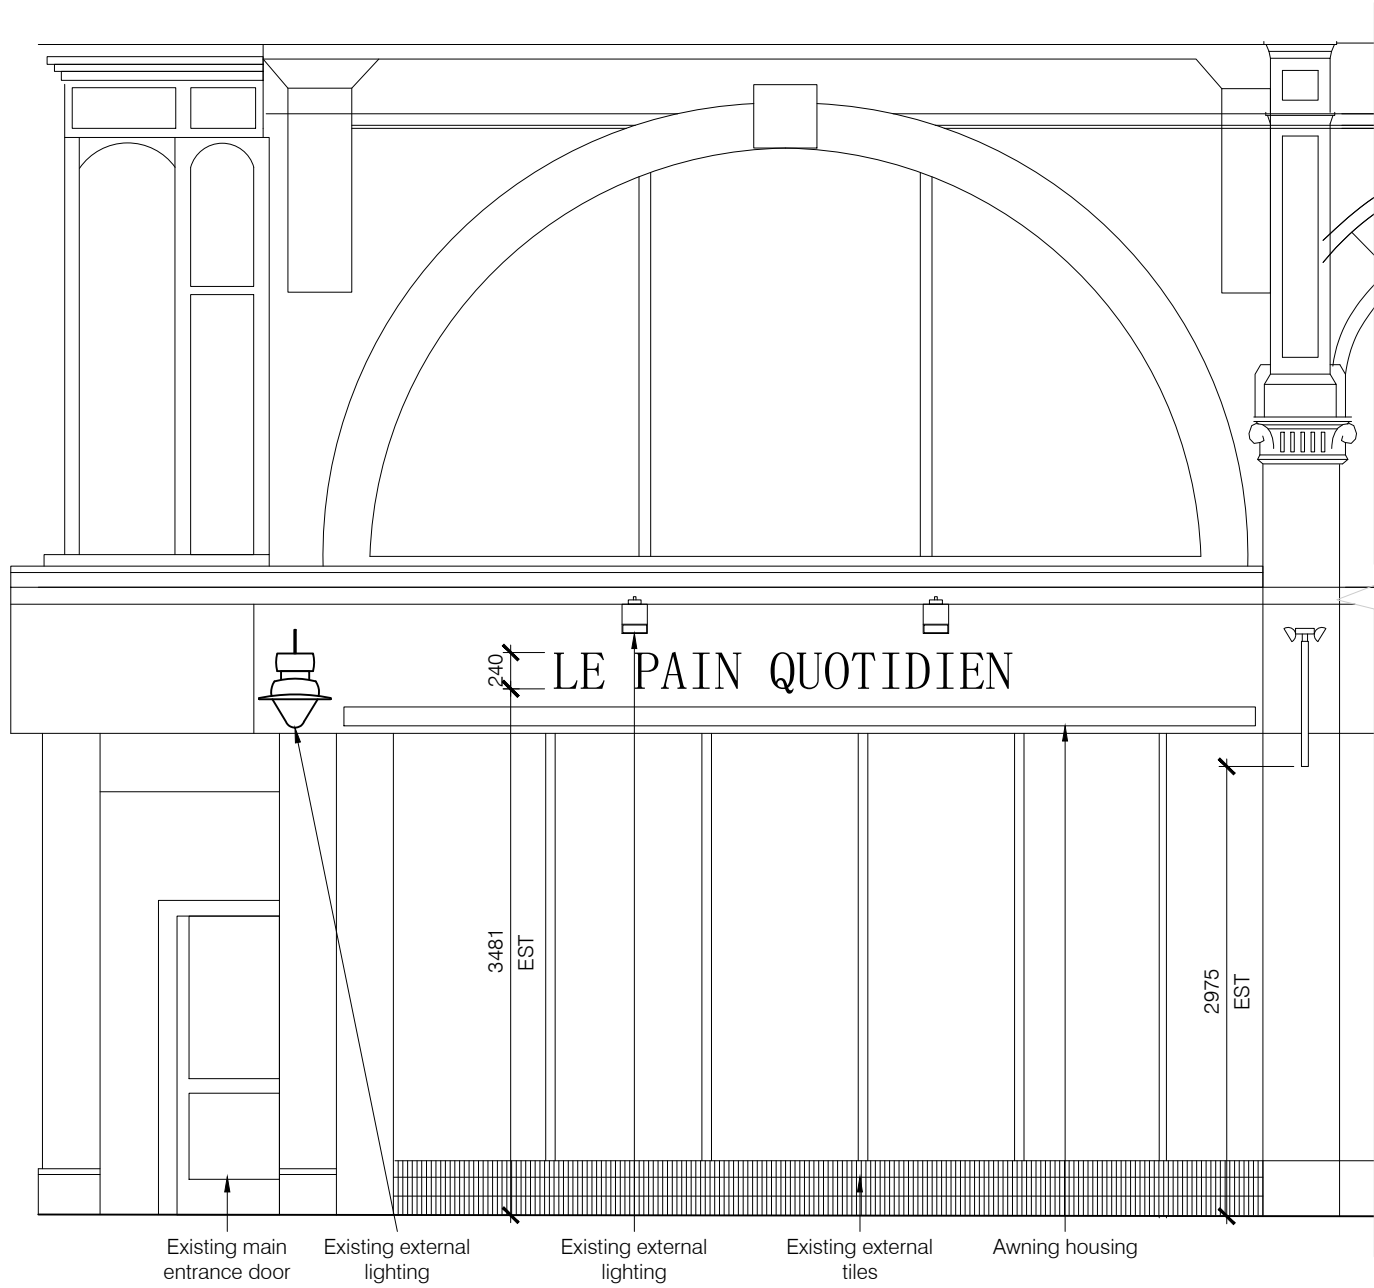 LE PAIN QUOTIDIEN
240
3481
EST
2975
EST
Existing main
entrance door
Existing external
lighting
Existing external
lighting
Existing external
tiles
Awning housing